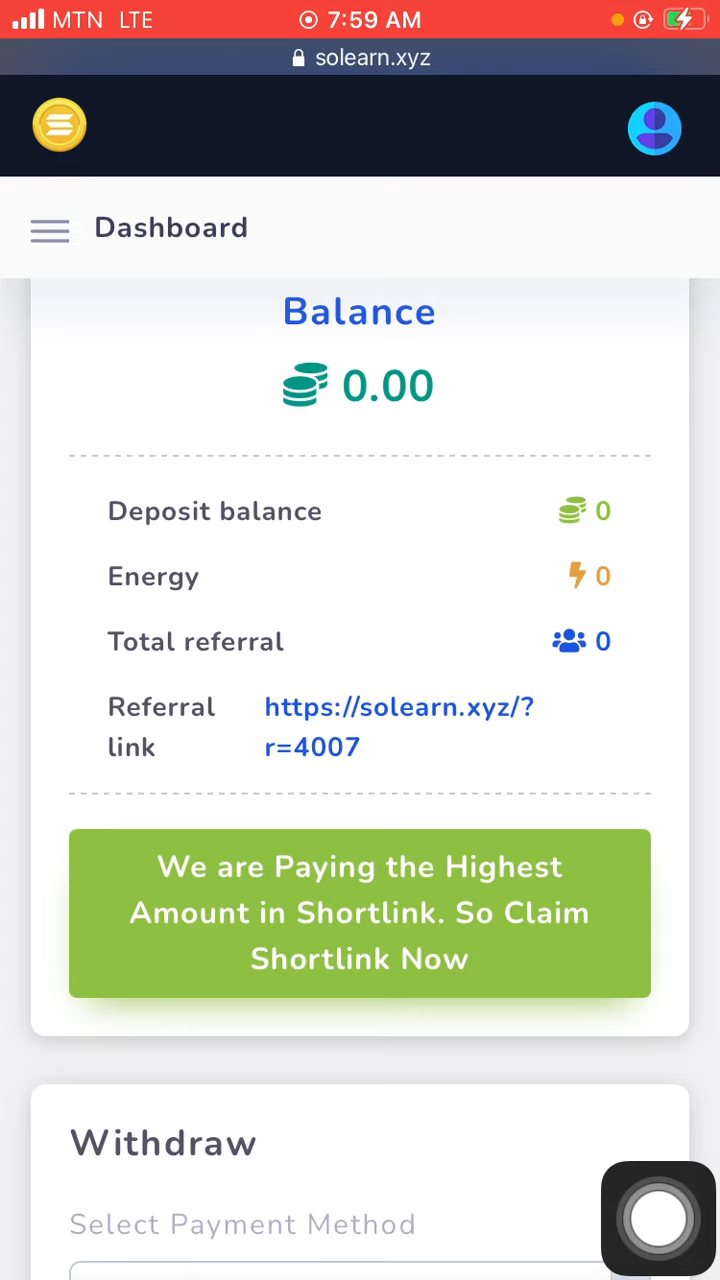 MTN LTE 7:59 AM
solearn.xyz
Dashboard
Balance
0.00
Deposit balance 0
Energy 0
Total referral 0
Referral https://solearn.xyz/?
link r=4007
We are Paying the Highest
Amount in Shortlink. So Claim
Shortlink Now
Withdraw
Select Payment Method